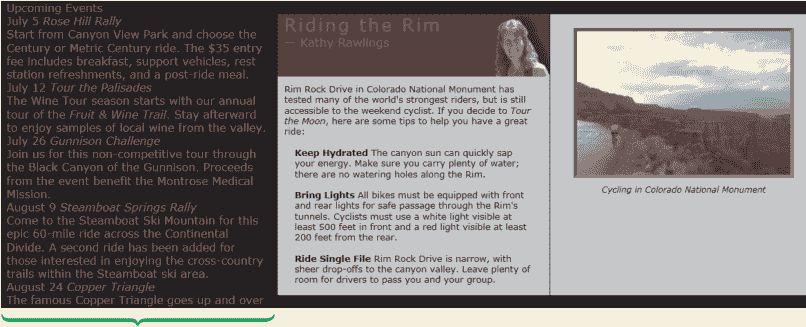 Upcoming Events
July 5 Rose Hill Rally
Start from Canyon View Park and choose the
Century or Metric Century ride. The $35 entry
fee includes breakfast, support vehicles, rest
station refreshments, and a post-ride meal.
July 12 Tour the Palisades
The Wine Tour season starts with our annual
tour of the Fruit & Wine Trail. Stay afterward
to enjoy samples of local wine from the valley.
July 26 Gunnison Challenge
Join us for this non-competitive tour through
the Black Canyon of the Gunnison. Proceeds
from the event benefit the Montrose Medical
Mission.
August 9 Steamboat Springs Rally
Come to the Steamboat Ski Mountain for this
epic 60-mile ride across the Continental
Divide. A second ride has been added for
those interested in enjoying the cross-country
trails within the Steamboat ski area.
August 24 Copper Triangle
The famous Copper Triangle goes up and over
Riding the Rim
— Kathy Rawlings
Rim Rock Drive in Colorado National Monument has
tested many of the world's strongest riders, but is still
accessible to the weekend cyclist. If you decide to Tour
the Moon, here are some tips to help you have a great
ride:
Keep Hydrated The canyon sun can quickly sap
your energy. Make sure you carry plenty of water;
there are no watering holes along the Rim.
Bring Lights All bikes must be equipped with front
and rear lights for safe passage through the Rim's
tunnels. Cyclists must use a white light visible at
least 500 feet in front and a red light visible at least
200 feet from the rear.
Ride Single File Rim Rock Drive is narrow, with
sheer drop-offs to the canyon valley. Leave plenty of
room for drivers to pass you and your group.
Cycling in Colorado National Monument